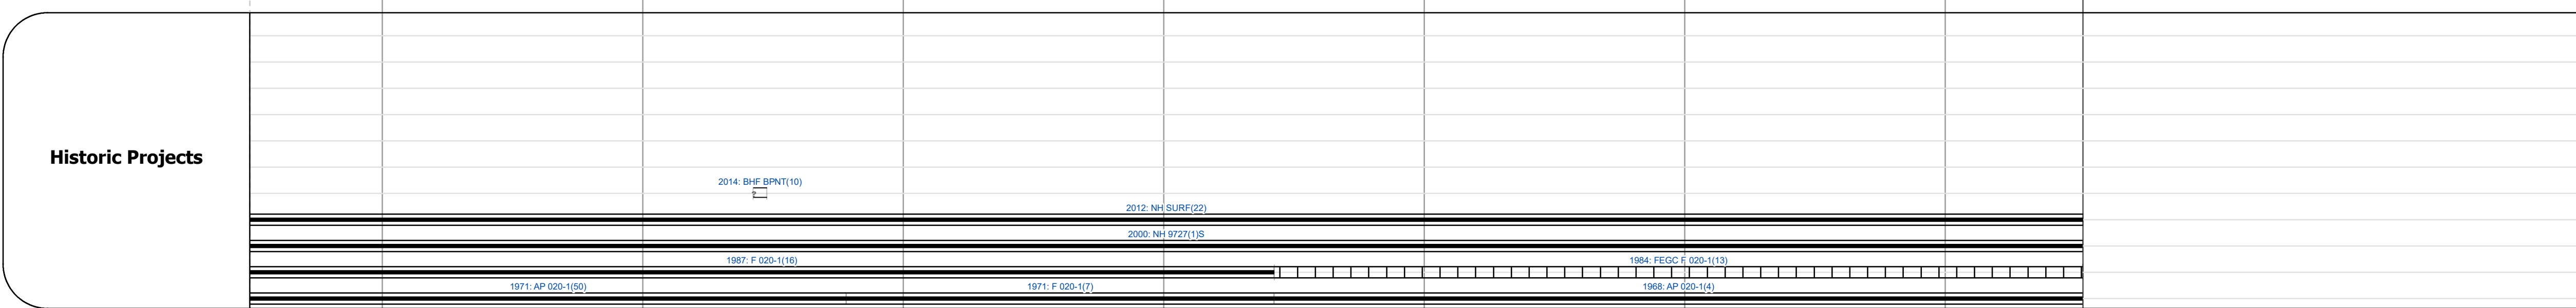 Historic Projects
2014: BHF BPNT(10)
2012: NH SURF(22)
2000: NH 9727(1)S
1987: F 020-1(16)
1984: FEGC F 020-1(13)
1971: AP 020-1(50)
1971: F 020-1(7)
1968: AP 020-1(4)